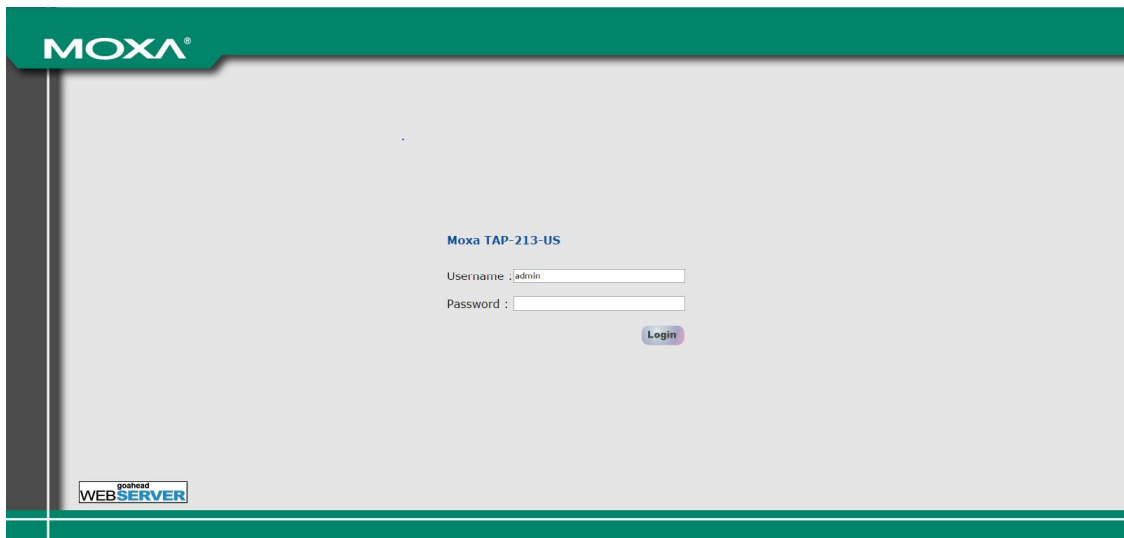 MOXA®
Moxa TAP-213-US
Username : admin
Password :
Login
goahead
WEBSERVER